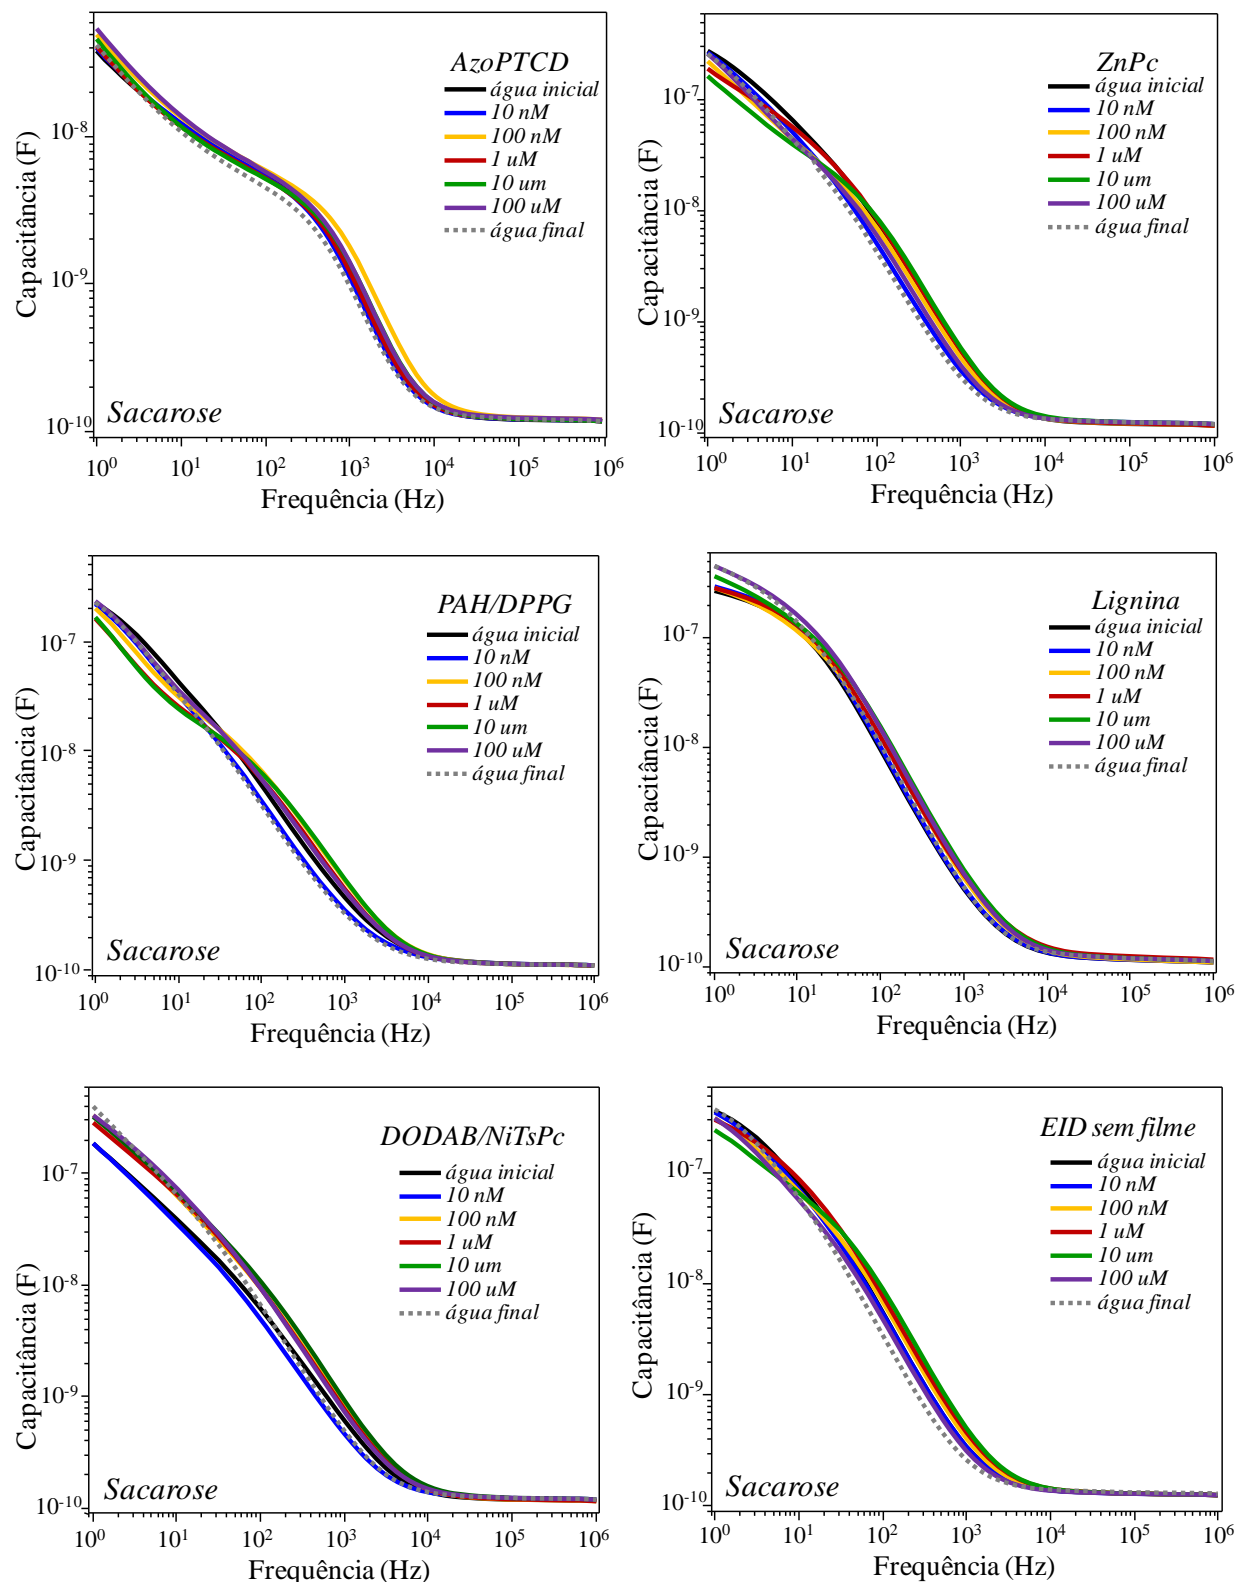 AzoPTCD
água inicial
10 nM
100 nM
1 uM
10 um
100 uM
água final
Capacitância (F)
10⁻⁸
10⁻⁹
10⁻¹⁰
Sacarose
10⁰ 10¹ 10² 10³ 10⁴ 10⁵ 10⁶
Frequência (Hz)
ZnPc
água inicial
10 nM
100 nM
1 uM
10 um
100 uM
água final
Capacitância (F)
10⁻⁷
10⁻⁸
10⁻⁹
10⁻¹⁰
Sacarose
10⁰ 10¹ 10² 10³ 10⁴ 10⁵ 10⁶
Frequência (Hz)
PAH/DPPG
água inicial
10 nM
100 nM
1 uM
10 um
100 uM
água final
Capacitância (F)
10⁻⁷
10⁻⁸
10⁻⁹
10⁻¹⁰
Sacarose
10⁰ 10¹ 10² 10³ 10⁴ 10⁵ 10⁶
Frequência (Hz)
Lignina
água inicial
10 nM
100 nM
1 uM
10 um
100 uM
água final
Capacitância (F)
10⁻⁷
10⁻⁸
10⁻⁹
10⁻¹⁰
Sacarose
10⁰ 10¹ 10² 10³ 10⁴ 10⁵ 10⁶
Frequência (Hz)
DODAB/NiTsPc
água inicial
10 nM
100 nM
1 uM
10 um
100 uM
água final
Capacitância (F)
10⁻⁷
10⁻⁸
10⁻⁹
10⁻¹⁰
Sacarose
10⁰ 10¹ 10² 10³ 10⁴ 10⁵ 10⁶
Frequência (Hz)
EID sem filme
água inicial
10 nM
100 nM
1 uM
10 um
100 uM
água final
Capacitância (F)
10⁻⁷
10⁻⁸
10⁻⁹
10⁻¹⁰
Sacarose
10⁰ 10¹ 10² 10³ 10⁴ 10⁵ 10⁶
Frequência (Hz)